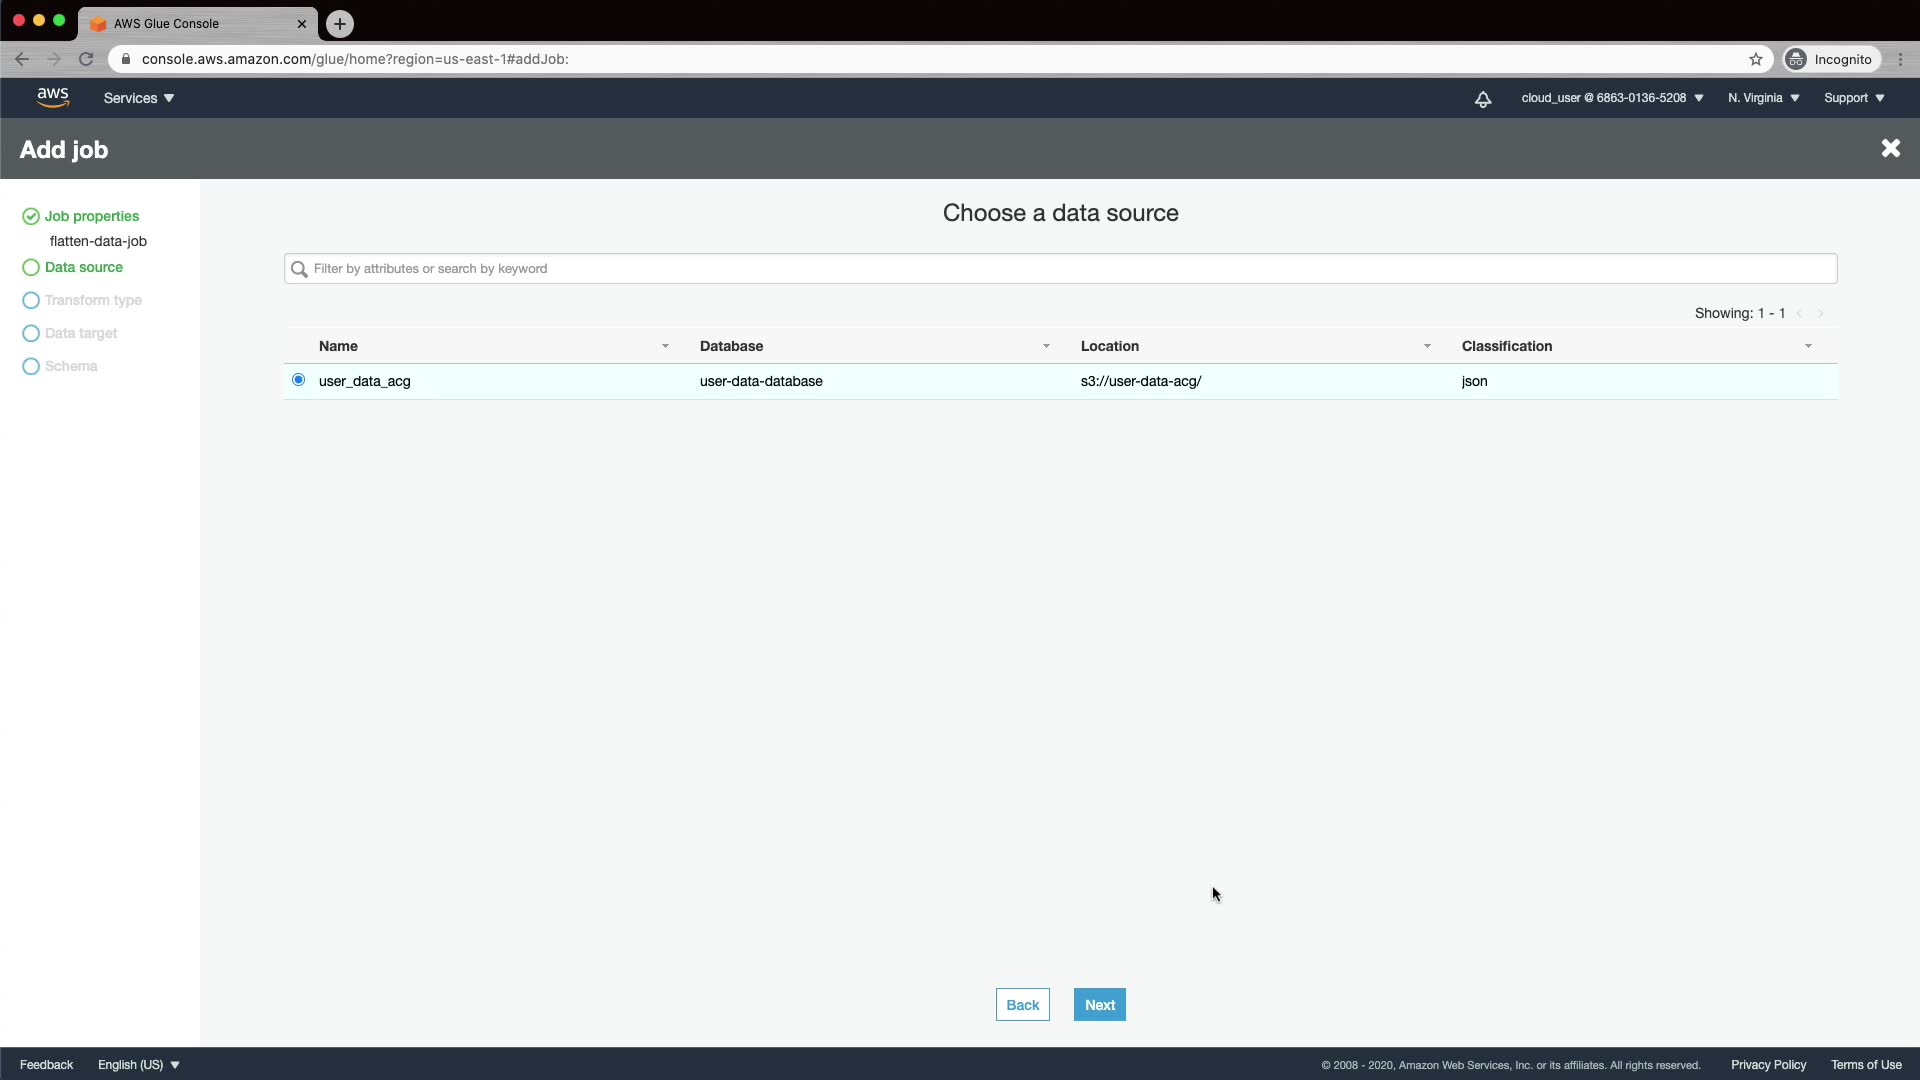 AWS Glue Console
console.aws.amazon.com/glue/home?region=us-east-1#addJob:
Incognito
aws
Services
cloud_user @ 6863-0136-5208
N. Virginia
Support
Add job
Job properties
flatten-data-job
Data source
Transform type
Data target
Schema
Choose a data source
Filter by attributes or search by keyword
Showing: 1 - 1
Name Database Location Classification
user_data_acg user-data-database s3://user-data-acg/ json
Back Next
Feedback English (US) © 2008 - 2020, Amazon Web Services, Inc. or its affiliates. All rights reserved. Privacy Policy Terms of Use